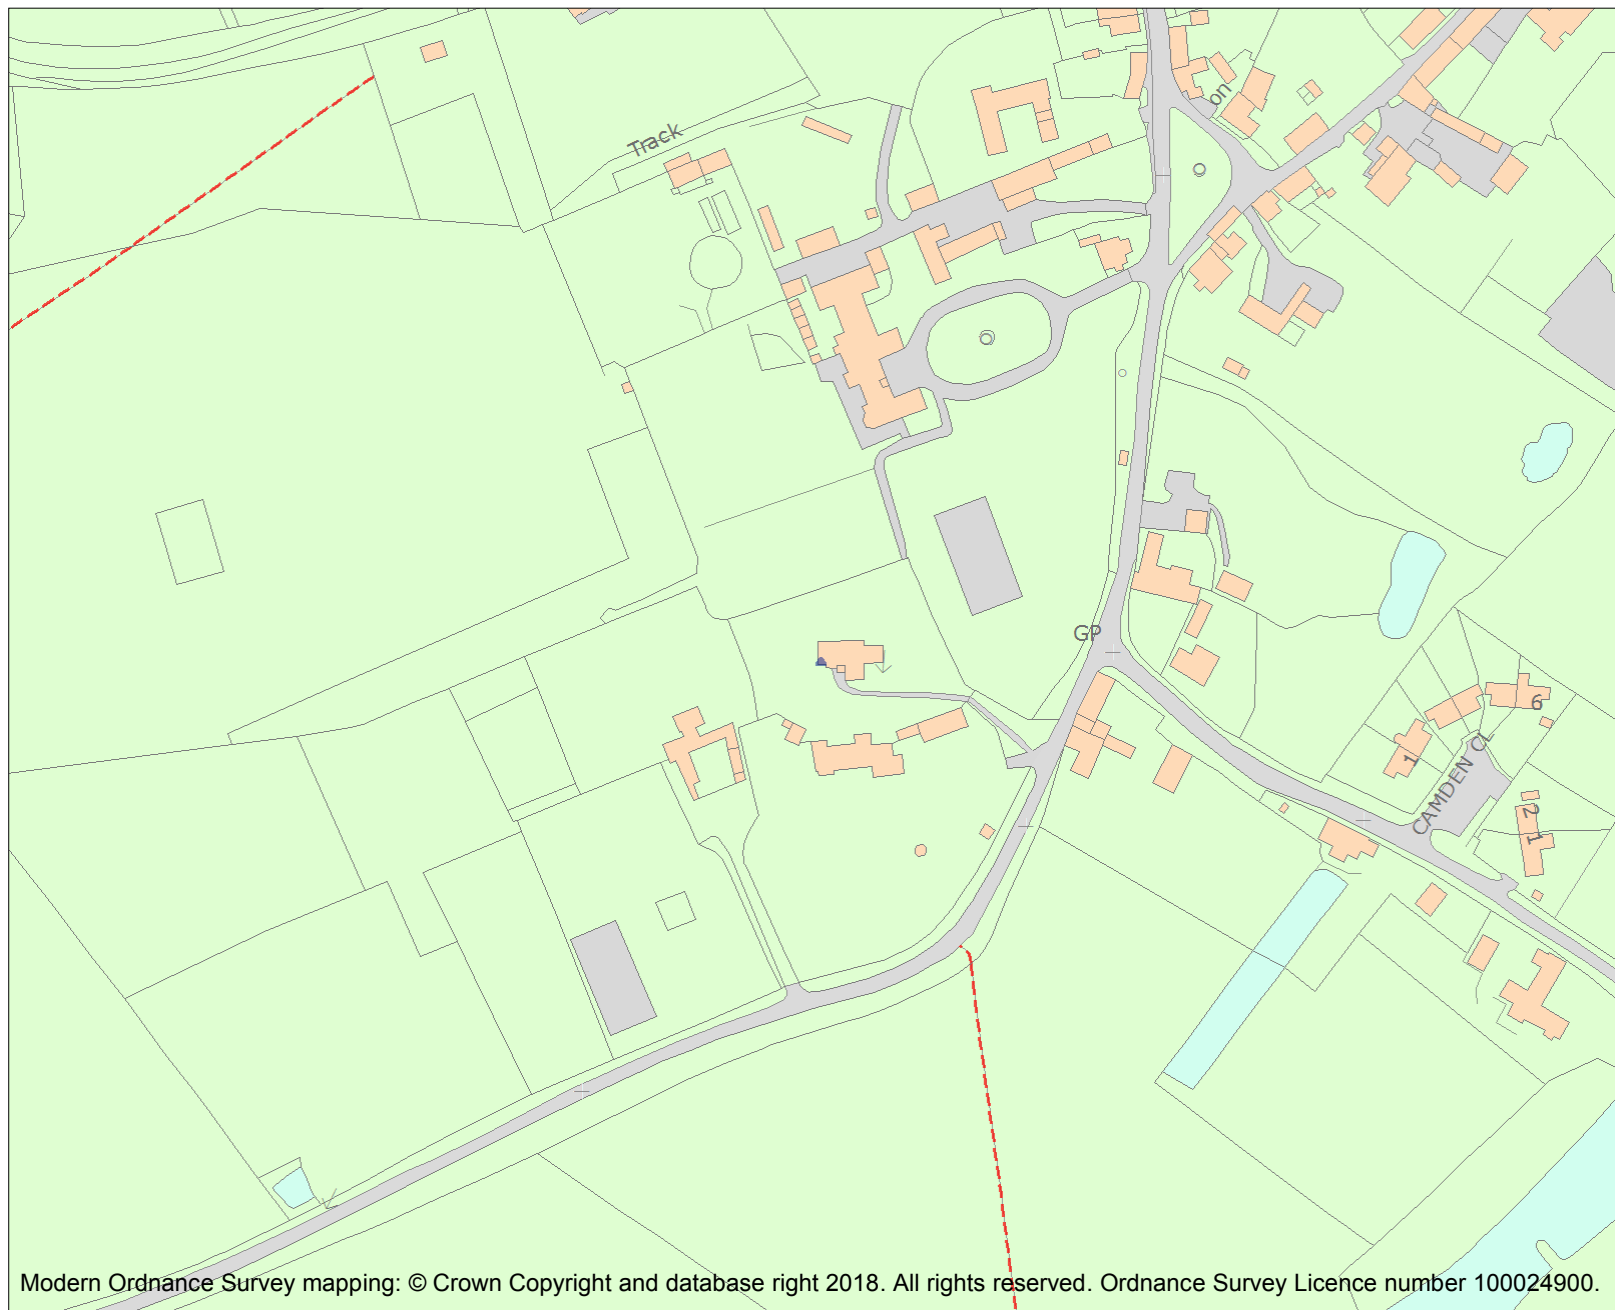 on
Track
GP
6
1
CAMDEN CL
2
1
Modern Ordnance Survey mapping: © Crown Copyright and database right 2018. All rights reserved. Ordnance Survey Licence number 100024900.